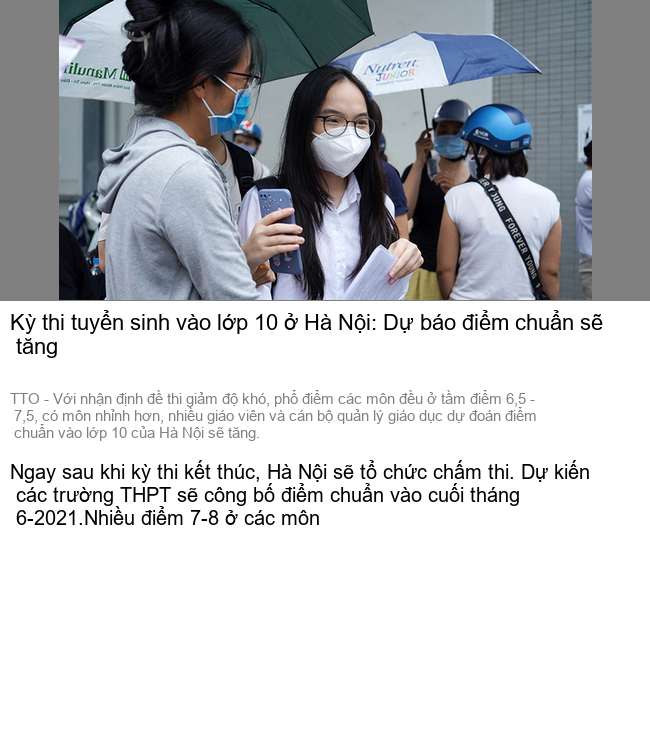 Manulife
Nutren
JUNIOR
FOREVER YOUNG
Kỳ thi tuyển sinh vào lớp 10 ở Hà Nội: Dự báo điểm chuẩn sẽ
tăng
TTO - Với nhận định đề thi giảm độ khó, phổ điểm các môn đều ở tầm điểm 6,5 -
7,5, có môn nhỉnh hơn, nhiều giáo viên và cán bộ quản lý giáo dục dự đoán điểm
chuẩn vào lớp 10 của Hà Nội sẽ tăng.
Ngay sau khi kỳ thi kết thúc, Hà Nội sẽ tổ chức chấm thi. Dự kiến
các trường THPT sẽ công bố điểm chuẩn vào cuối tháng
6-2021.Nhiều điểm 7-8 ở các môn